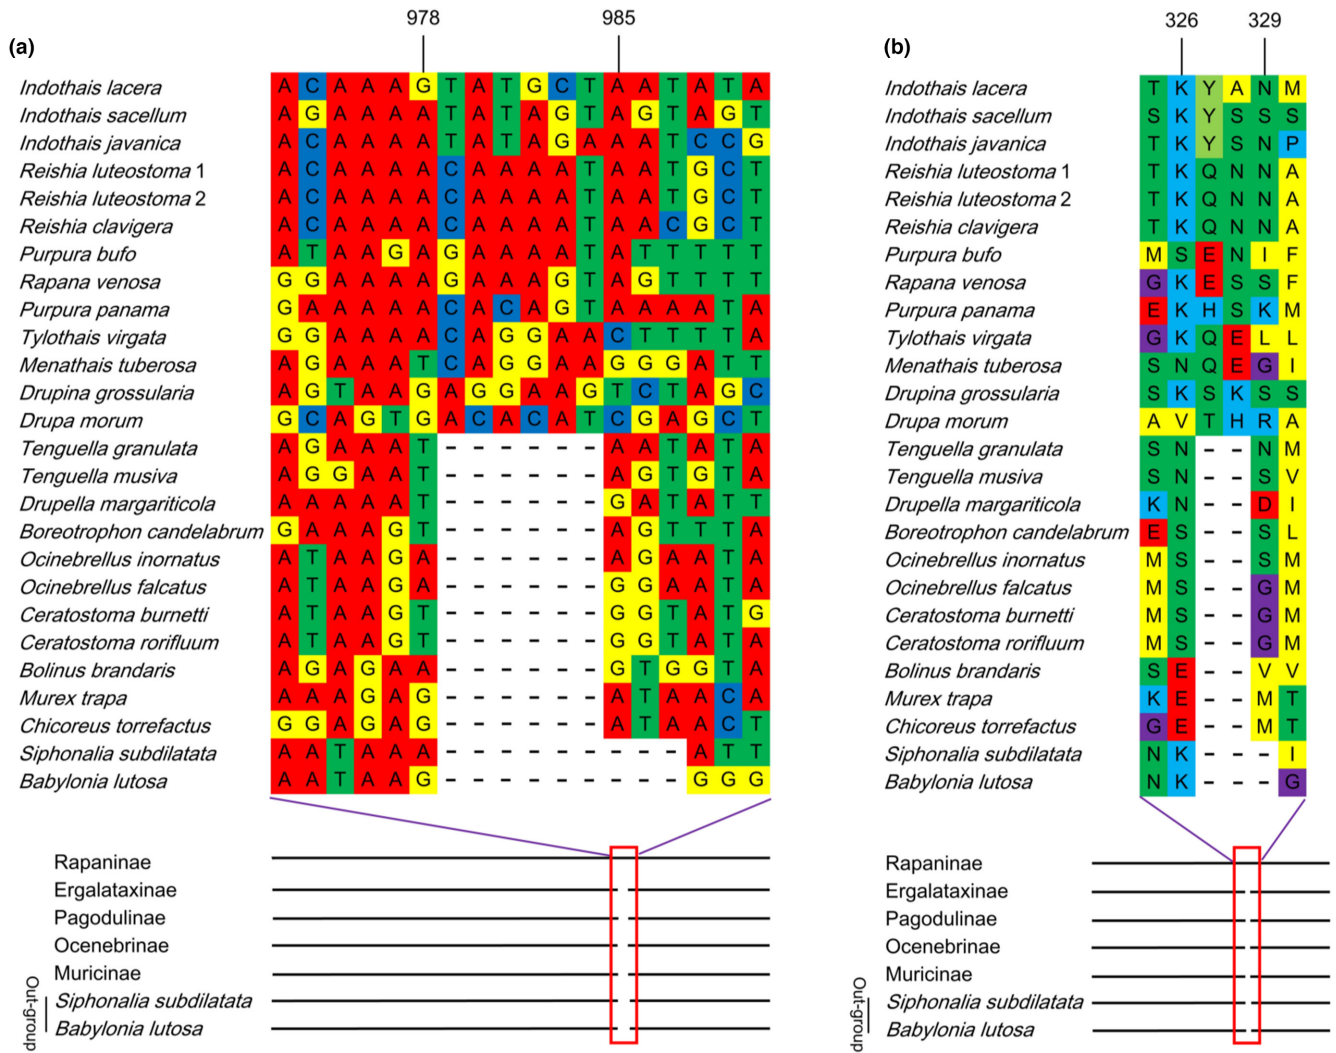 (a)
978 985
Indothais lacera A C A A A G T A T G C T A A T A T A
Indothais sacellum A G A A A A T A T A G T A G T A G T
Indothais javanica A C A A A A T A T A G A A A T C C G
Reishia luteostoma 1 A C A A A A C A A A A T A A T G C T
Reishia luteostoma 2 A C A A A A C A A A A T A A T G C T
Reishia clavigera A C A A A A C A A A A T A A C G C T
Purpura bufo A T A A G A G A A A A T A T T T T T
Rapana venosa G G A A A A G A A A G T A G T T T T
Purpura panama G A A A A A C A C A G T A A A A T A
Tylothais virgata G G A A A A C A G G A A C T T T T A
Menathais tuberosa A G A A A T C A G G A A G G G A T T
Drupina grossularia A G T A A G A G G A A G T C T A G C
Drupa morum G C A G T G A C A C A T C G A G C T
Tenguella granulata A G A A A T - - - - - - A A T A T A
Tenguella musiva A G G A A T - - - - - - A G T G T A
Drupella margariticola A A A A A T - - - - - - G A T A T T
Boreotrophon candelabrum G A A A G T - - - - - - A G T T T A
Ocinebrellus inornatus A T A A G A - - - - - - A G A A T A
Ocinebrellus falcatus A T A A G A - - - - - - G G A A T A
Ceratostoma burnetti A T A A G T - - - - - - G G T A T G
Ceratostoma rorifluum A T A A G T - - - - - - G G T A T A
Bolinus brandaris A G A G A A - - - - - - G T G G T A
Murex trapa A A A G A G - - - - - - A T A A C A
Chicoreus torrefactus G G A G A G - - - - - - A T A A C T
Siphonalia subdilatata A A T A A A - - - - - - - - - A T T
Babylonia lutosa A A T A A G - - - - - - - - - G G G
Rapaninae
Ergalataxinae
Pagodulinae
Ocenebrinae
Muricinae
Out-group
Siphonalia subdilatata
Babylonia lutosa
(b)
326 329
Indothais lacera T K Y A N M
Indothais sacellum S K Y S S S
Indothais javanica T K Y S N P
Reishia luteostoma 1 T K Q N N A
Reishia luteostoma 2 T K Q N N A
Reishia clavigera T K Q N N A
Purpura bufo M S E N I F
Rapana venosa G K E S S F
Purpura panama E K H S K M
Tylothais virgata G K Q E L L
Menathais tuberosa S N Q E G I
Drupina grossularia S K S K S S
Drupa morum A V T H R A
Tenguella granulata S N - - N M
Tenguella musiva S N - - S V
Drupella margariticola K N - - D I
Boreotrophon candelabrum E S - - S L
Ocinebrellus inornatus M S - - S M
Ocinebrellus falcatus M S - - G M
Ceratostoma burnetti M S - - G M
Ceratostoma rorifluum M S - - G M
Bolinus brandaris S E - - V V
Murex trapa K E - - M T
Chicoreus torrefactus G E - - M T
Siphonalia subdilatata N K - - - I
Babylonia lutosa N K - - - G
Rapaninae
Ergalataxinae
Pagodulinae
Ocenebrinae
Muricinae
Out-group
Siphonalia subdilatata
Babylonia lutosa